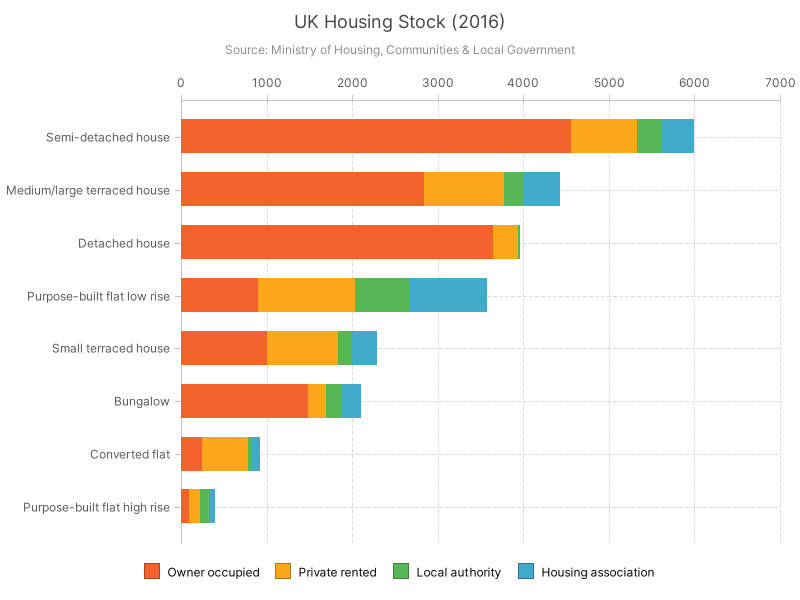 UK Housing Stock (2016)
Source: Ministry of Housing, Communities & Local Government
0 1000 2000 3000 4000 5000 6000 7000
Semi-detached house
Medium/large terraced house
Detached house
Purpose-built flat low rise
Small terraced house
Bungalow
Converted flat
Purpose-built flat high rise
Owner occupied Private rented Local authority Housing association